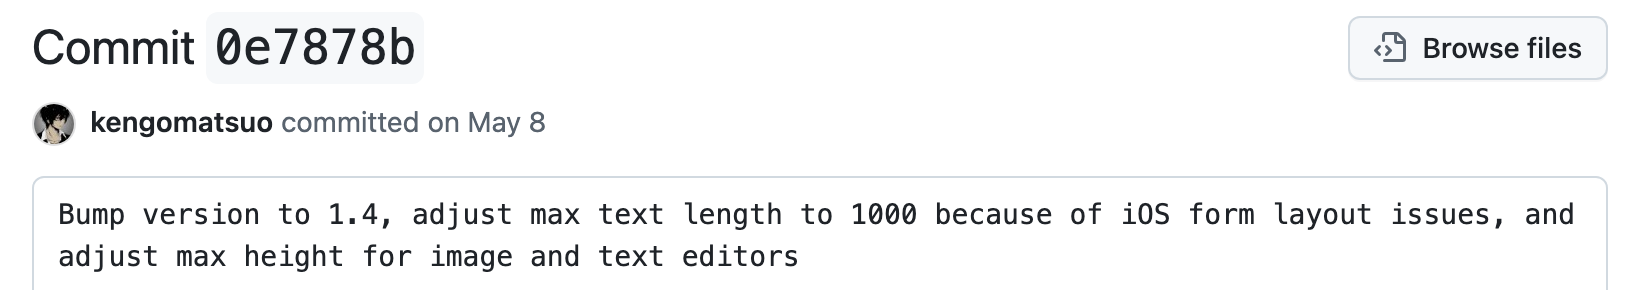 Commit 0e7878b
Browse files
kengomatsuo committed on May 8
Bump version to 1.4, adjust max text length to 1000 because of iOS form layout issues, and
adjust max height for image and text editors